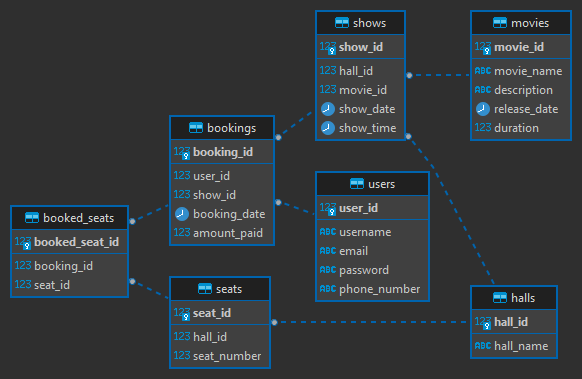 shows
123 show_id
123 hall_id
123 movie_id
show_date
show_time
movies
123 movie_id
ABC movie_name
ABC description
release_date
123 duration
bookings
123 booking_id
123 user_id
123 show_id
booking_date
123 amount_paid
users
123 user_id
ABC username
ABC email
ABC password
ABC phone_number
booked_seats
123 booked_seat_id
123 booking_id
123 seat_id
seats
123 seat_id
123 hall_id
123 seat_number
halls
123 hall_id
ABC hall_name